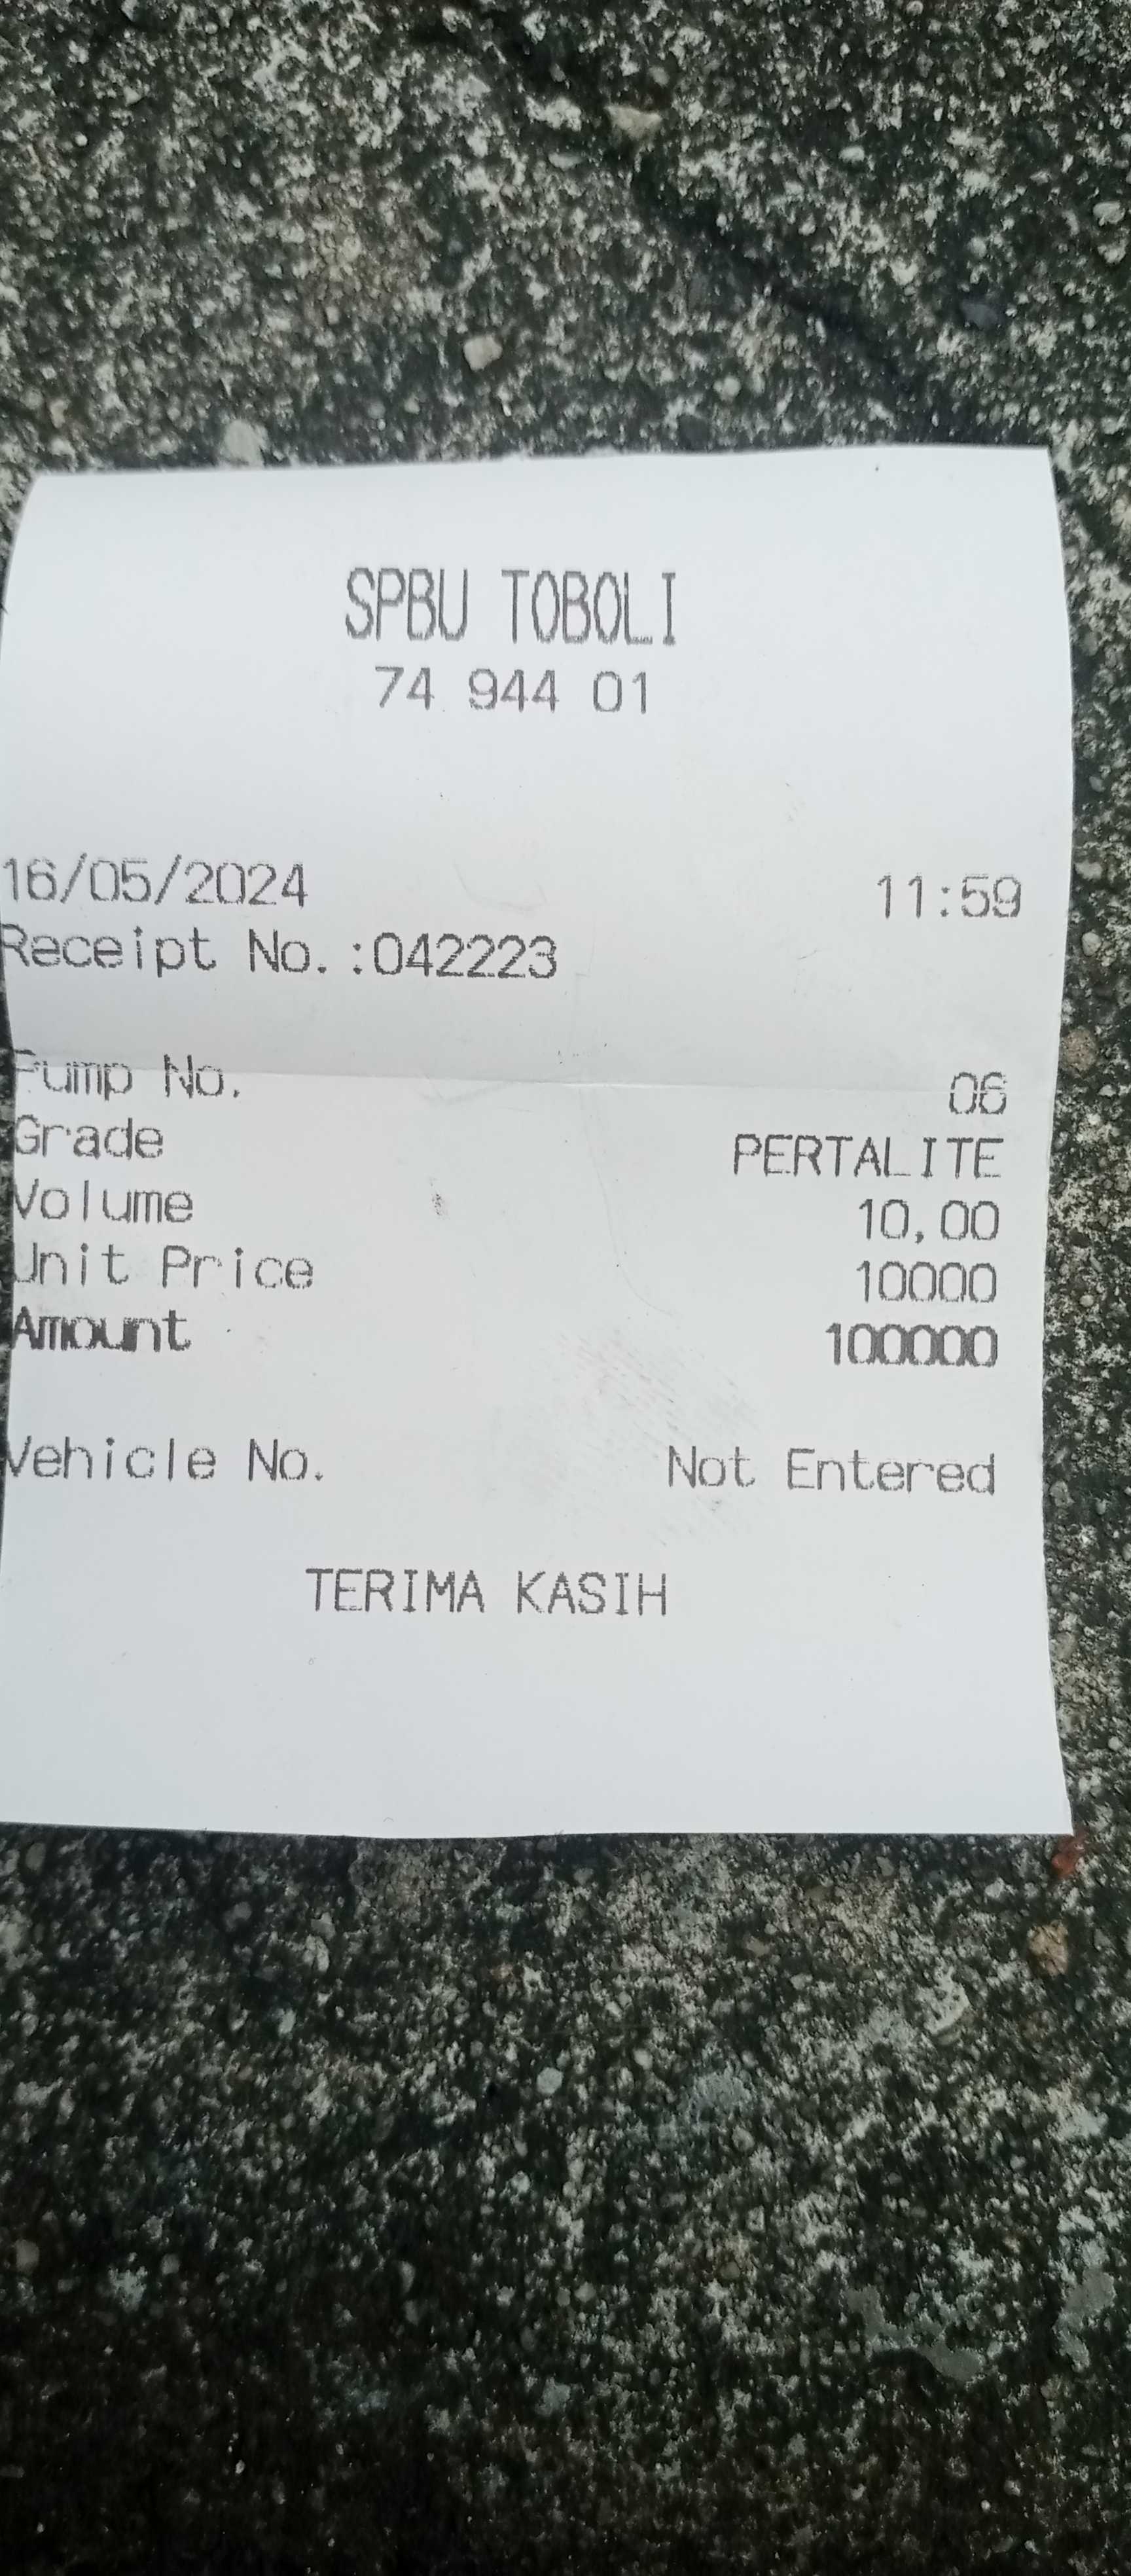 SPBU TOBOLI
74 944 01
16/05/2024 11:59
Receipt No.:042223
Pump No. 06
Grade PERTALITE
Volume 10,00
Unit Price 10000
Amount 100000
Vehicle No. Not Entered
TERIMA KASIH